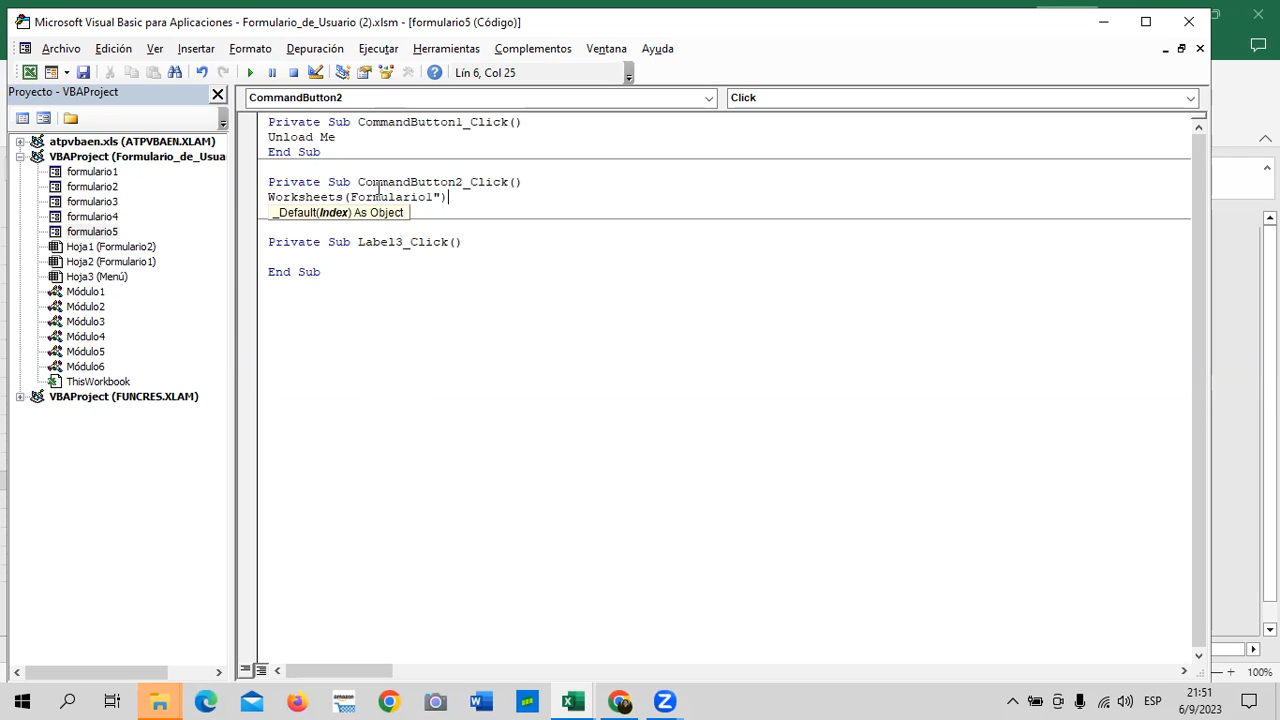 Microsoft Visual Basic para Aplicaciones - Formulario_de_Usuario (2).xlsm - [formulario5 (Código)]
Archivo Edición Ver Insertar Formato Depuración Ejecutar Herramientas Complementos Ventana Ayuda
Lín 6, Col 25
Proyecto - VBAProject
CommandButton2
Click
atpvbaen.xls (ATPVBAEN.XLAM)
VBAProject (Formulario_de_Usua
formulario1
formulario2
formulario3
formulario4
formulario5
Hoja1 (Formulario2)
Hoja2 (Formulario1)
Hoja3 (Menú)
Módulo1
Módulo2
Módulo3
Módulo4
Módulo5
Módulo6
ThisWorkbook
VBAProject (FUNCRES.XLAM)
Private Sub CommandButton1_Click()
Unload Me
End Sub
Private Sub CommandButton2_Click()
Worksheets(Formulario1")
_Default(Index) As Object
Private Sub Label3_Click()
End Sub
100%
amazon
ESP
21:51
6/9/2023